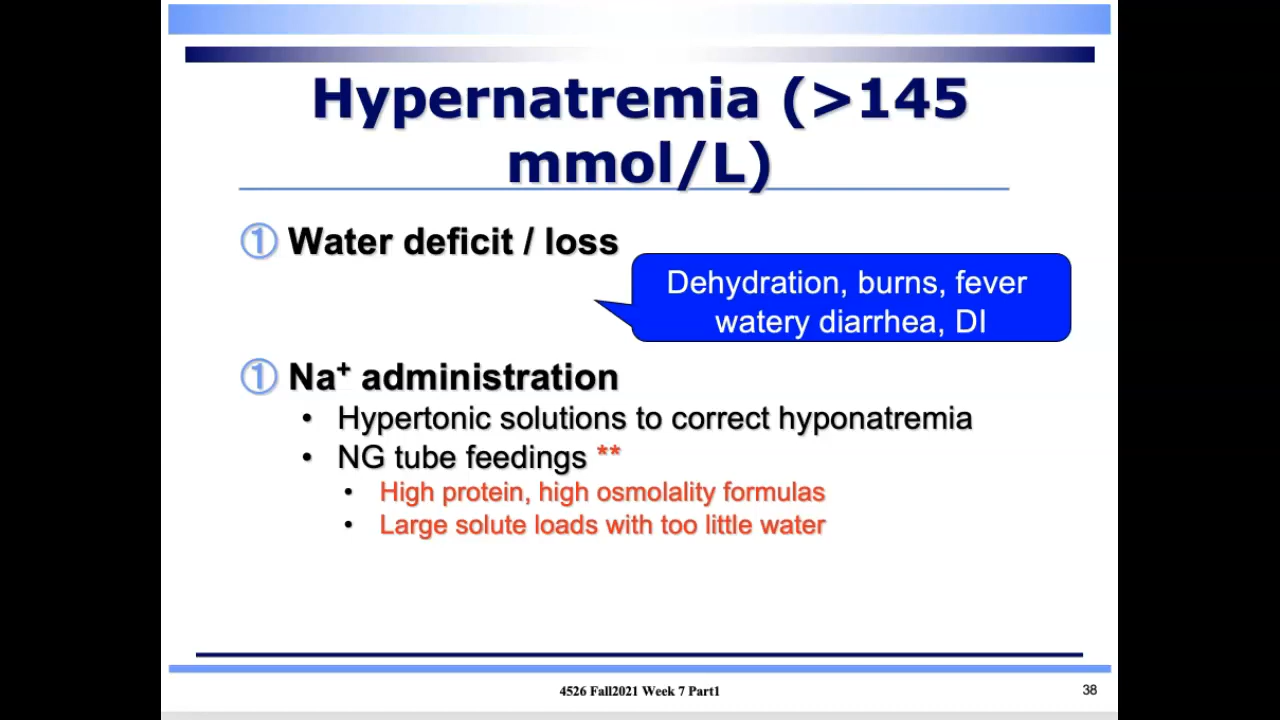 Hypernatremia (>145
mmol/L)
① Water deficit / loss
Dehydration, burns, fever
watery diarrhea, DI
① Na⁺ administration
• Hypertonic solutions to correct hyponatremia
• NG tube feedings **
• High protein, high osmolality formulas
• Large solute loads with too little water
4526 Fall2021 Week 7 Part1
38